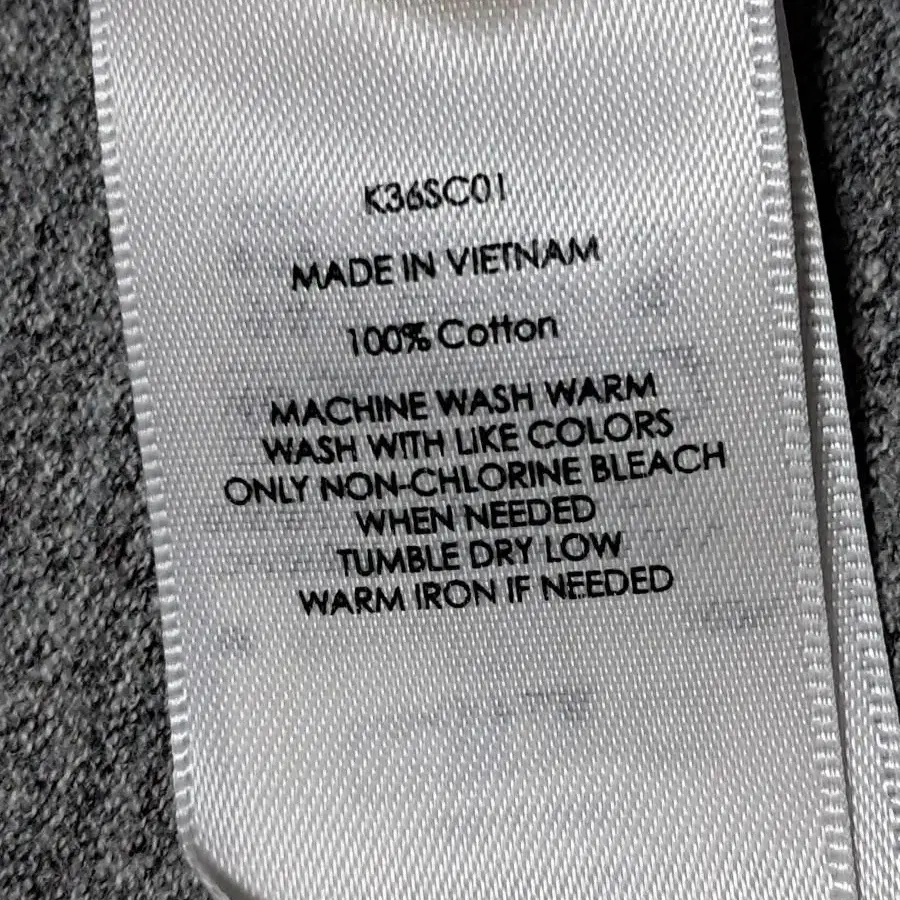 K36SC01
MADE IN VIETNAM
100% Cotton
MACHINE WASH WARM
WASH WITH LIKE COLORS
ONLY NON-CHLORINE BLEACH
WHEN NEEDED
TUMBLE DRY LOW
WARM IRON IF NEEDED